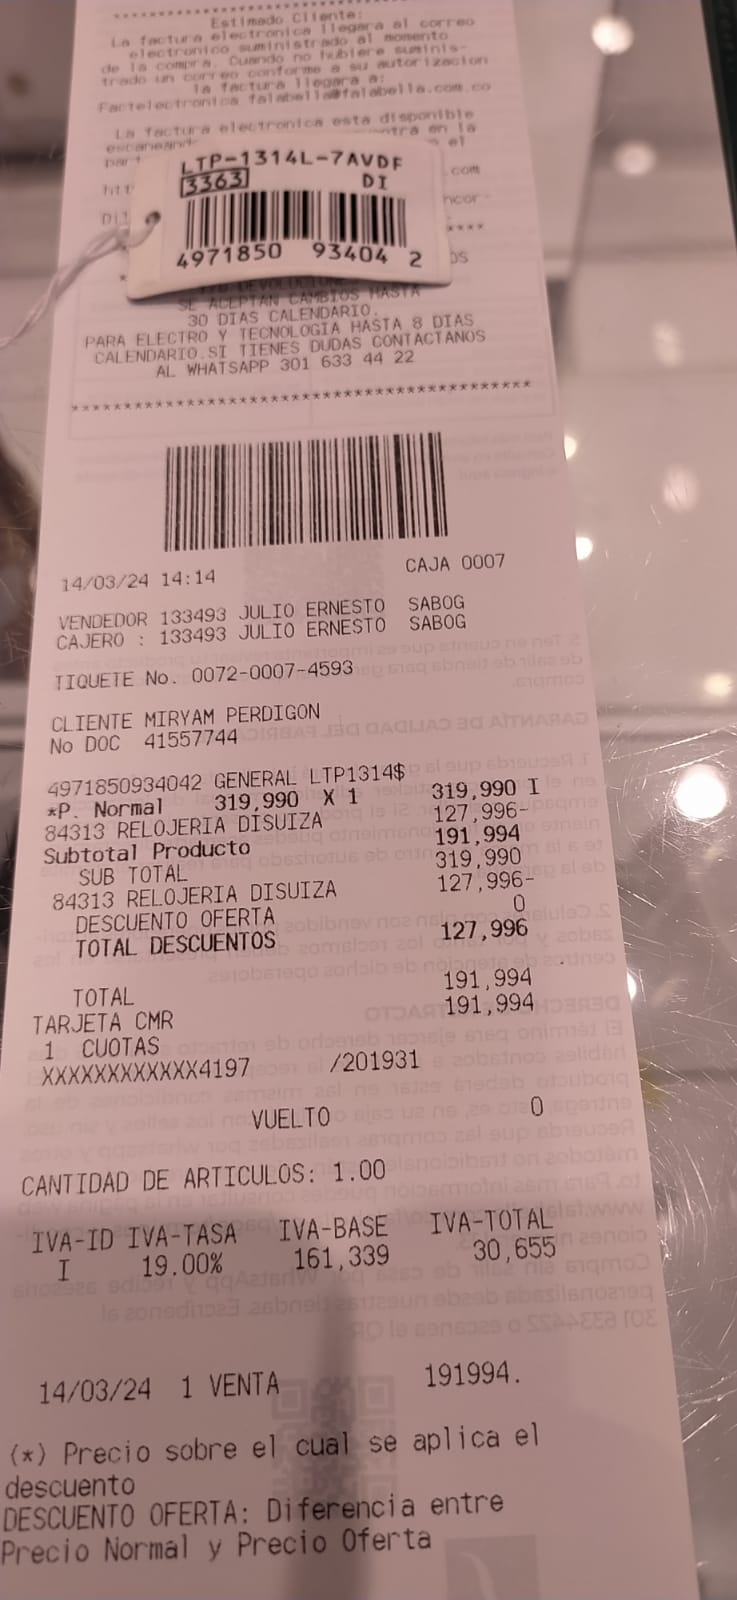 ****************************************
Estimado Cliente:
La factura electronica llegara al correo
electronico suministrado al momento
de la compra. Cuando no hubiere suminis-
trado un correo conforme a su autorizacion
la factura llegara a:
Factelectronica falabella@falabella.com.co
La factura electronica esta disponible
en la
el
htt .com
LTP-1314L-7AVDF
3363 DI
4971850 93404 2
SE ACEPTAN CAMBIOS HASTA
30 DIAS CALENDARIO.
PARA ELECTRO Y TECNOLOGIA HASTA 8 DIAS
CALENDARIO.SI TIENES DUDAS CONTACTANOS
AL WHATSAPP 301 633 44 22
****************************************
14/03/24 14:14 CAJA 0007
VENDEDOR 133493 JULIO ERNESTO SABOG
CAJERO : 133493 JULIO ERNESTO SABOG
TIQUETE No. 0072-0007-4593
CLIENTE MIRYAM PERDIGON
No DOC 41557744
4971850934042 GENERAL LTP1314$
*P. Normal 319,990 X 1 319,990 I
84313 RELOJERIA DISUIZA 127,996-
Subtotal Producto 191,994
SUB TOTAL 319,990
84313 RELOJERIA DISUIZA 127,996-
DESCUENTO OFERTA 0
TOTAL DESCUENTOS 127,996
TOTAL 191,994
TARJETA CMR 191,994
1 CUOTAS
XXXXXXXXXXXX4197 /201931
VUELTO 0
CANTIDAD DE ARTICULOS: 1.00
IVA-ID IVA-TASA IVA-BASE IVA-TOTAL
I 19.00% 161,339 30,655
14/03/24 1 VENTA 191994.
(*) Precio sobre el cual se aplica el
descuento
DESCUENTO OFERTA: Diferencia entre
Precio Normal y Precio Oferta